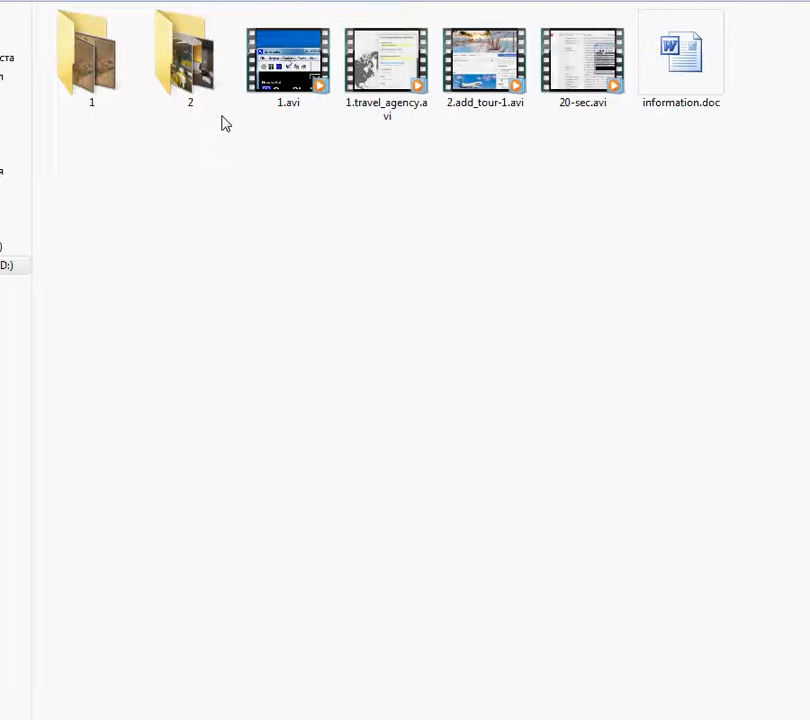 ста
л
я
)
D:)
1
2
1.avi
1.travel_agency.a
vi
2.add_tour-1.avi
20-sec.avi
information.doc